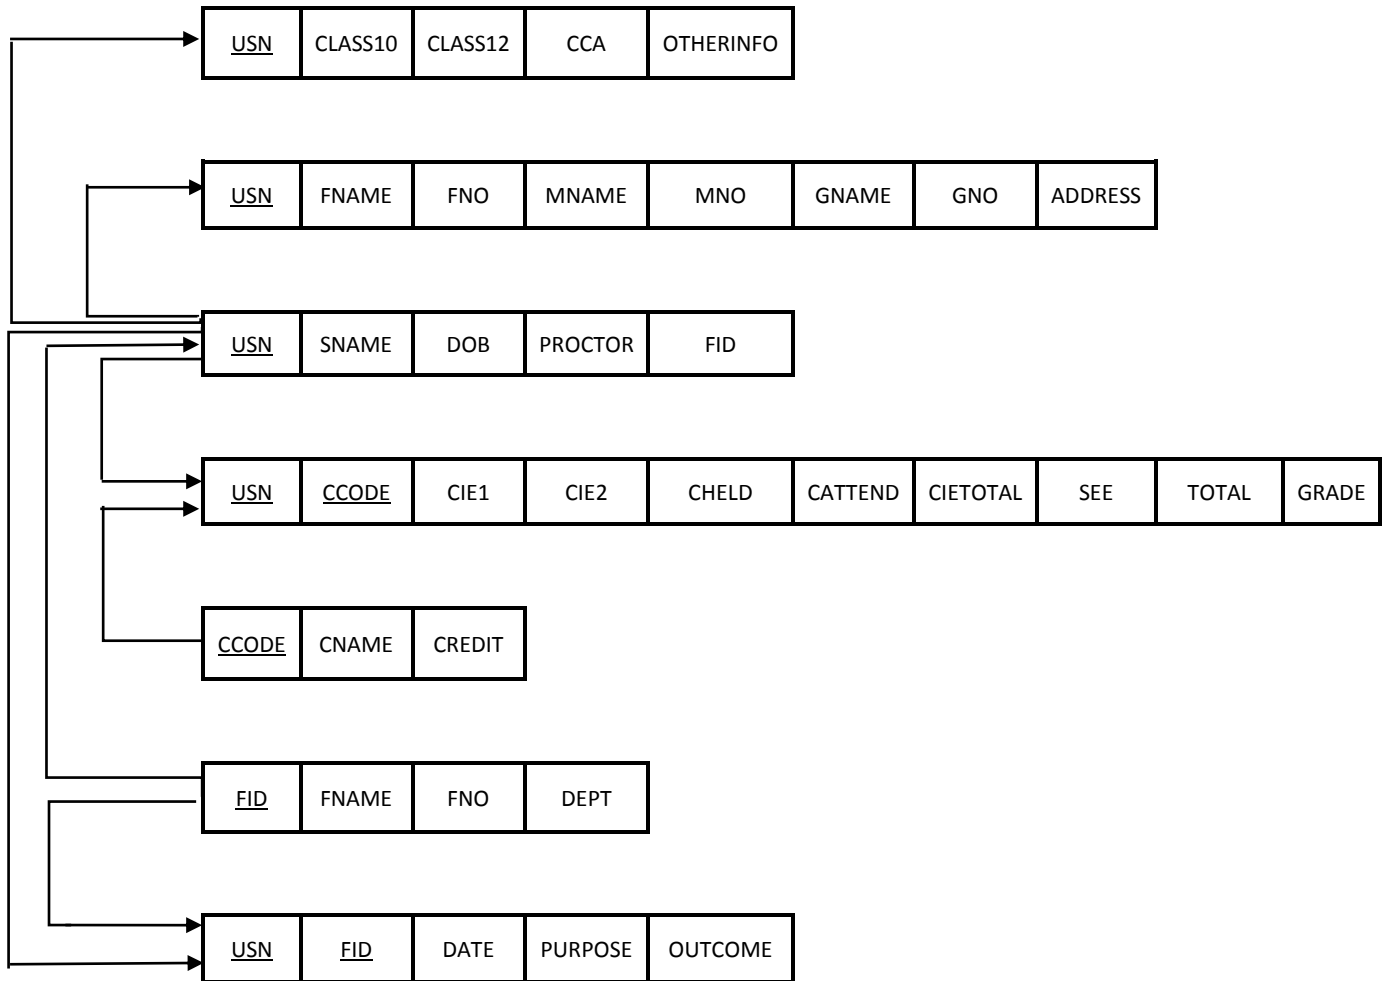 USN CLASS10 CLASS12 CCA OTHERINFO
USN FNAME FNO MNAME MNO GNAME GNO ADDRESS
USN SNAME DOB PROCTOR FID
USN CCODE CIE1 CIE2 CHELD CATTEND CIETOTAL SEE TOTAL GRADE
CCODE CNAME CREDIT
FID FNAME FNO DEPT
USN FID DATE PURPOSE OUTCOME